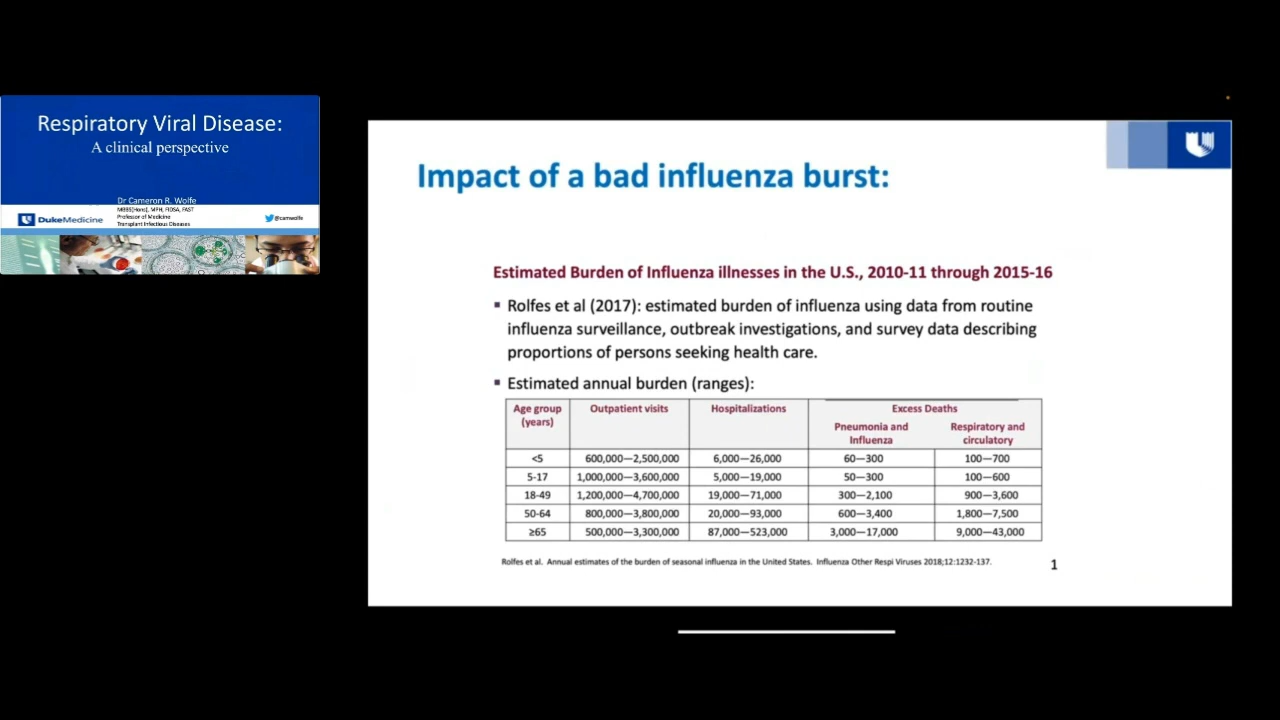 Respiratory Viral Disease:
A clinical perspective
Dr Cameron R. Wolfe
MBBS(Hons), MPH, FIDSA, FAST
Professor of Medicine
Transplant Infectious Diseases
DukeMedicine
@camwolfe
Impact of a bad influenza burst:
Estimated Burden of Influenza illnesses in the U.S., 2010-11 through 2015-16
▪ Rolfes et al (2017): estimated burden of influenza using data from routine
influenza surveillance, outbreak investigations, and survey data describing
proportions of persons seeking health care.
▪ Estimated annual burden (ranges):
Age group (years) Outpatient visits Hospitalizations Excess Deaths
Pneumonia and Influenza Respiratory and circulatory
<5 600,000—2,500,000 6,000—26,000 60—300 100—700
5-17 1,000,000—3,600,000 5,000—19,000 50—300 100—600
18-49 1,200,000—4,700,000 19,000—71,000 300—2,100 900—3,600
50-64 800,000—3,800,000 20,000—93,000 600—3,400 1,800—7,500
≥65 500,000—3,300,000 87,000—523,000 3,000—17,000 9,000—43,000
Rolfes et al. Annual estimates of the burden of seasonal influenza in the United States. Influenza Other Respi Viruses 2018;12:1232-137.
1